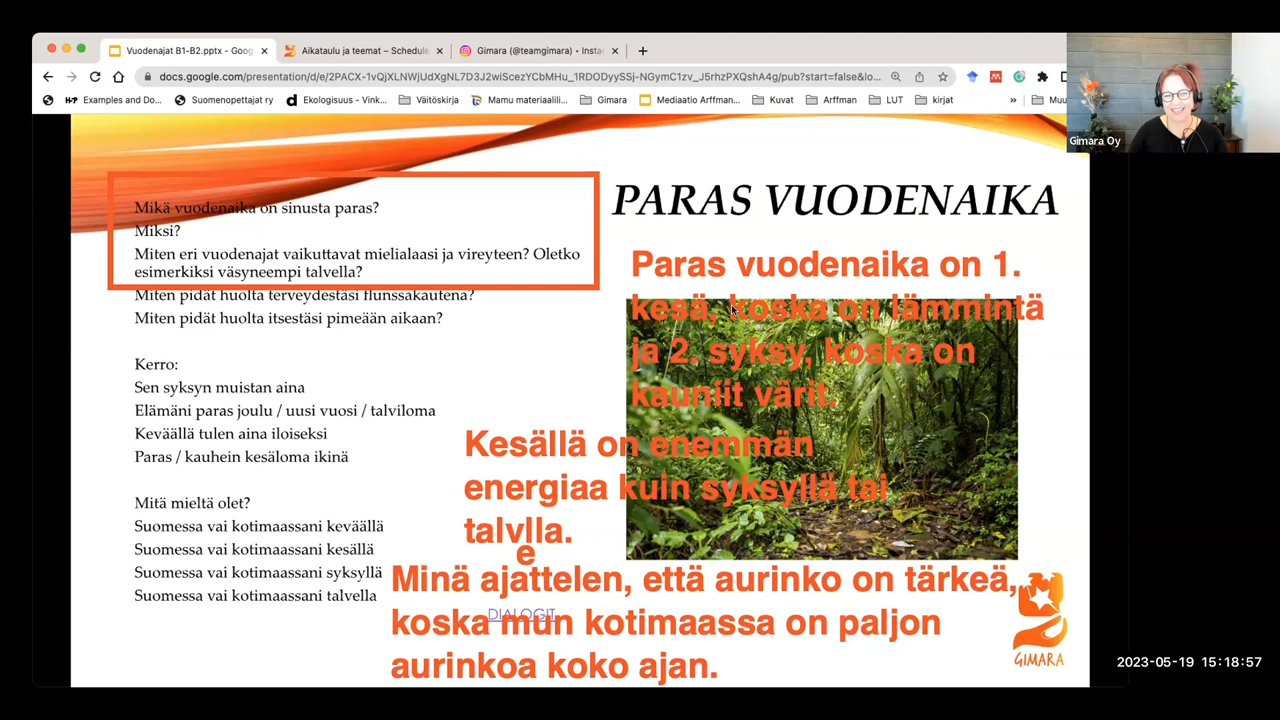 Vuodenajat B1-B2.pptx - Goog
Aikataulu ja teemat – Schedule
Gimara (@teamgimara) • Insta
docs.google.com/presentation/d/e/2PACX-1vQjXLNWjUdXgNL7D3J2wiScezYCbMHu_1RDODyySSj-NGymC1zv_J5rhzPXQshA4g/pub?start=false&lo...
Examples and Do...
Suomenopettajat ry
Ekologisuus - Vink...
Väitöskirja
Mamu materiaalili...
Gimara
Mediaatio Arffman...
Kuvat
Arffman
LUT
kirjat
»
Muu
Gimara Oy
PARAS VUODENAIKA
Mikä vuodenaika on sinusta paras?
Miksi?
Miten eri vuodenajat vaikuttavat mielialaasi ja vireyteen? Oletko
esimerkiksi väsyneempi talvella?
Miten pidät huolta terveydestäsi flunssakautena?
Miten pidät huolta itsestäsi pimeään aikaan?
Kerro:
Sen syksyn muistan aina
Elämäni paras joulu / uusi vuosi / talviloma
Keväällä tulen aina iloiseksi
Paras / kauhein kesäloma ikinä
Mitä mieltä olet?
Suomessa vai kotimaassani keväällä
Suomessa vai kotimaassani kesällä
Suomessa vai kotimaassani syksyllä
Suomessa vai kotimaassani talvella
Paras vuodenaika on 1.
kesä, koska on lämmintä
ja 2. syksy, koska on
kauniit värit.
Kesällä on enemmän
energiaa kuin syksyllä tai
talvlla.
e
Minä ajattelen, että aurinko on tärkeä,
koska mun kotimaassa on paljon
aurinkoa koko ajan.
DIALOGIT
GIMARA
2023-05-19 15:18:57